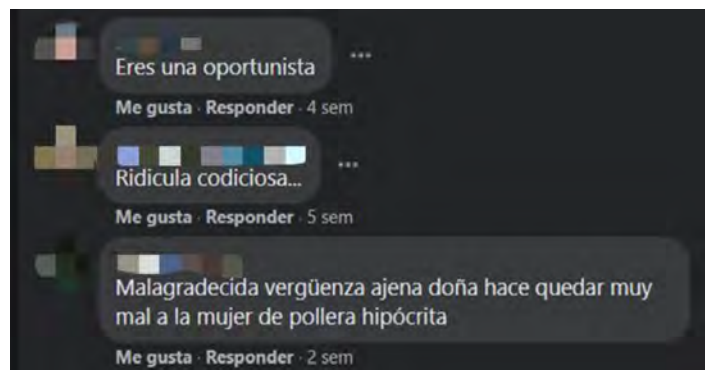 Eres una oportunista
Me gusta · Responder · 4 sem
Ridicula codiciosa...
Me gusta · Responder · 5 sem
Malagradecida vergüenza ajena doña hace quedar muy
mal a la mujer de pollera hipócrita
Me gusta · Responder · 2 sem